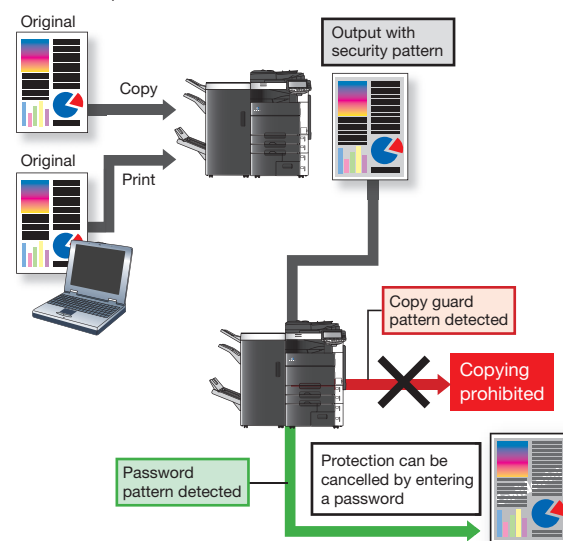 Original
Output with
security pattern
Copy
Original
Print
Copy guard
pattern detected
Copying
prohibited
Password
pattern detected
Protection can be
cancelled by entering
a password